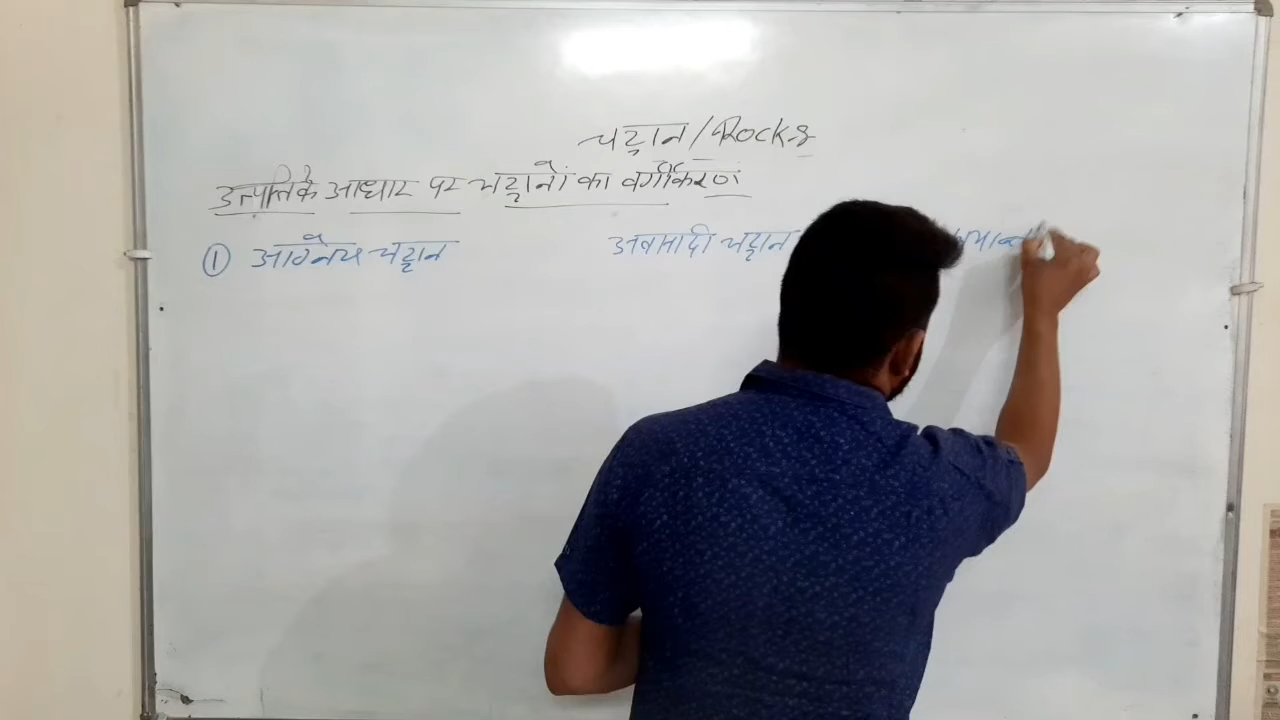 चट्टान/Rocks
उत्पत्ति के आधार पर चट्टानों का वर्गीकरण:
① आग्नेय चट्टान अवसादी चट्टान